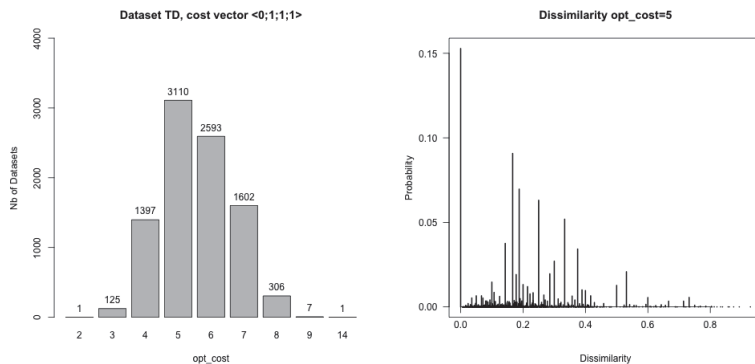 Dataset TD, cost vector <0;1;1;1>
Nb of Datasets
4000
3000
2000
1000
0
1
125
1397
3110
2593
1602
306
7
1
2 3 4 5 6 7 8 9 14
opt_cost
Dissimilarity opt_cost=5
Probability
0.15
0.10
0.05
0.00
0.0 0.2 0.4 0.6 0.8
Dissimilarity